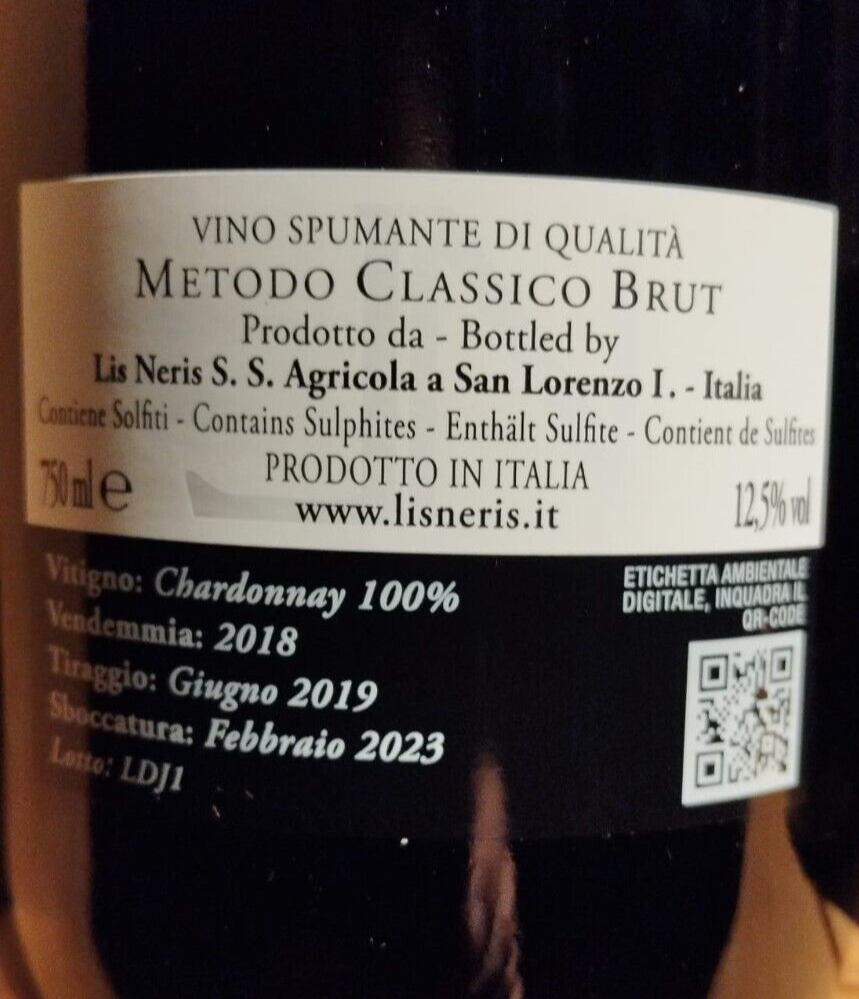 VINO SPUMANTE DI QUALITÀ
METODO CLASSICO BRUT
Prodotto da - Bottled by
Lis Neris S. S. Agricola a San Lorenzo I. - Italia
Contiene Solfiti - Contains Sulphites - Enthält Sulfite - Contient de Sulfites
PRODOTTO IN ITALIA
750 ml e
www.lisneris.it
12,5% vol
Vitigno: Chardonnay 100%
Vendemmia: 2018
Tiraggio: Giugno 2019
Sboccatura: Febbraio 2023
Lotto: LDJ1
ETICHETTA AMBIENTALE
DIGITALE, INQUADRA IL
QR-CODE